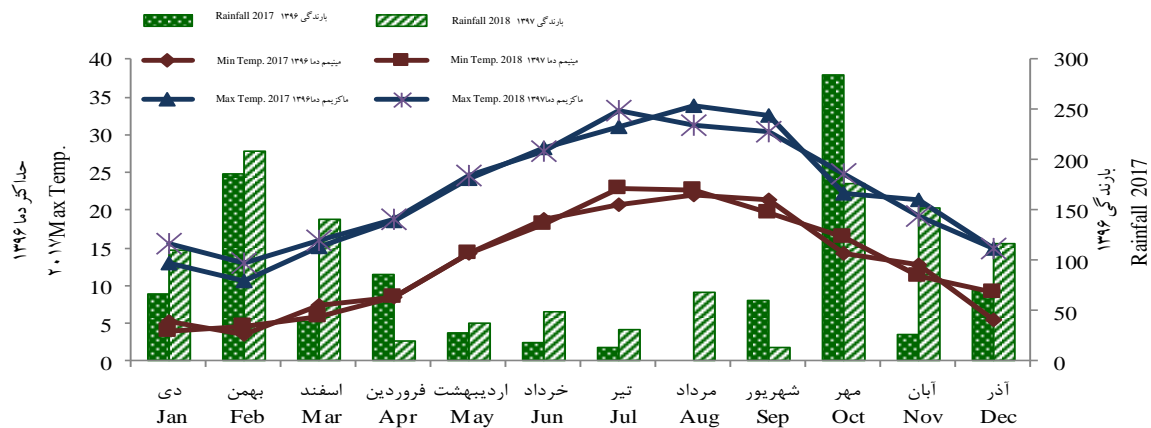 Rainfall 2017 بارندگی ۱۳۹۶
Rainfall 2018 بارندگی ۱۳۹۷
Min Temp. 2017 مینیمم دما ۱۳۹۶
Min Temp. 2018 مینیمم دما ۱۳۹۷
Max Temp. 2017 ماکزیمم دما۱۳۹۶
Max Temp. 2018 ماکزیمم دما۱۳۹۷
حداکثر دما ۱۳۹۶
۲۰۱۷Max Temp.
40
35
30
25
20
15
10
5
0
300
250
200
150
100
50
0
بارندگی ۱۳۹۶
Rainfall 2017
دی بهمن اسفند فروردین اردیبهشت خرداد تیر مرداد شهریور مهر آبان آذر
Jan Feb Mar Apr May Jun Jul Aug Sep Oct Nov Dec